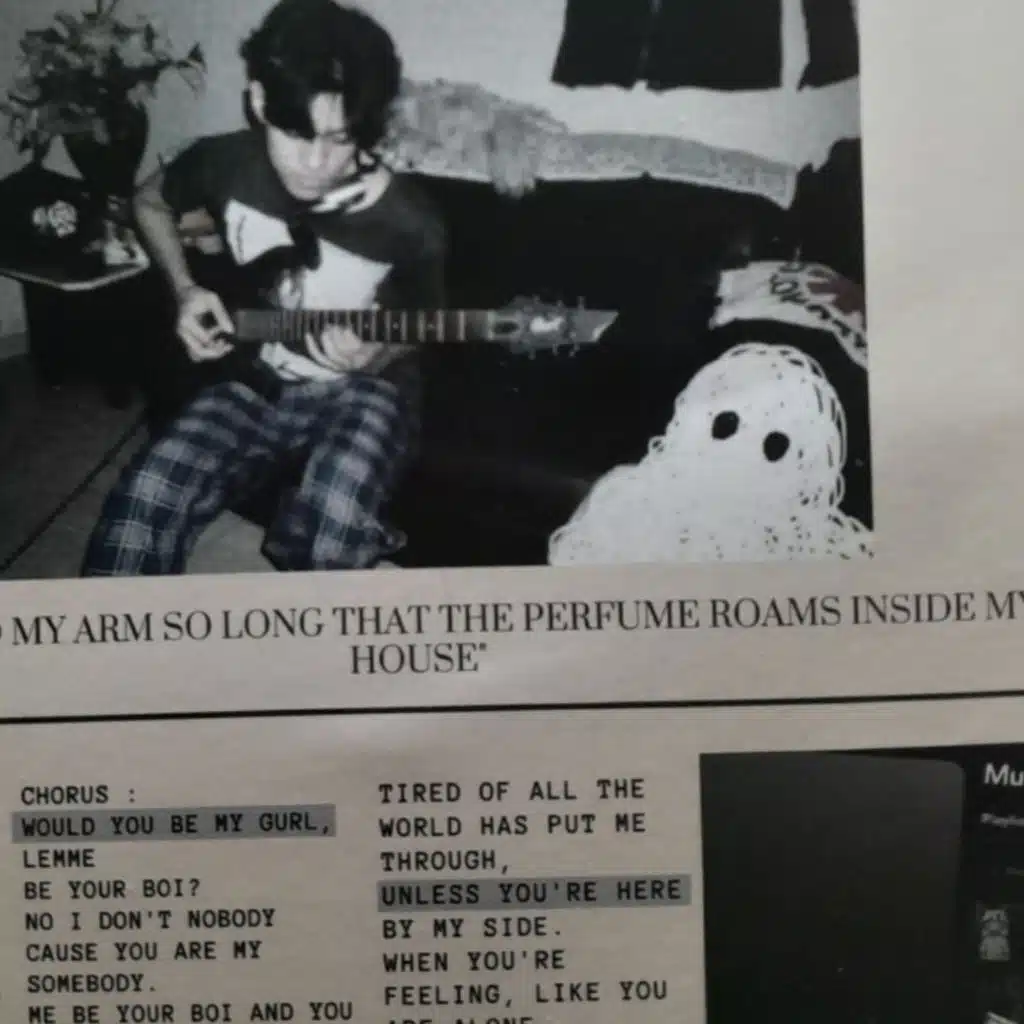 MY ARM SO LONG THAT THE PERFUME ROAMS INSIDE MY
HOUSE"
CHORUS :
WOULD YOU BE MY GURL,
LEMME
BE YOUR BOI?
NO I DON'T NOBODY
CAUSE YOU ARE MY
SOMEBODY.
ME BE YOUR BOI AND YOU
TIRED OF ALL THE
WORLD HAS PUT ME
THROUGH,
UNLESS YOU'RE HERE
BY MY SIDE.
WHEN YOU'RE
FEELING, LIKE YOU
ARE ALONE
Mu